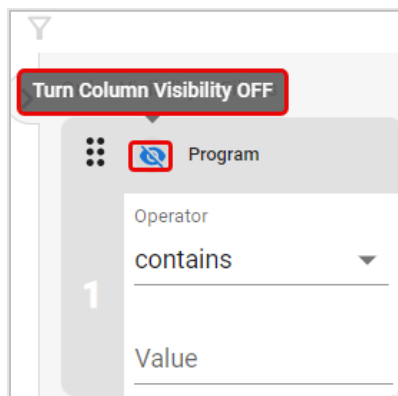 Turn Column Visibility OFF
Program
Operator
contains
1
Value